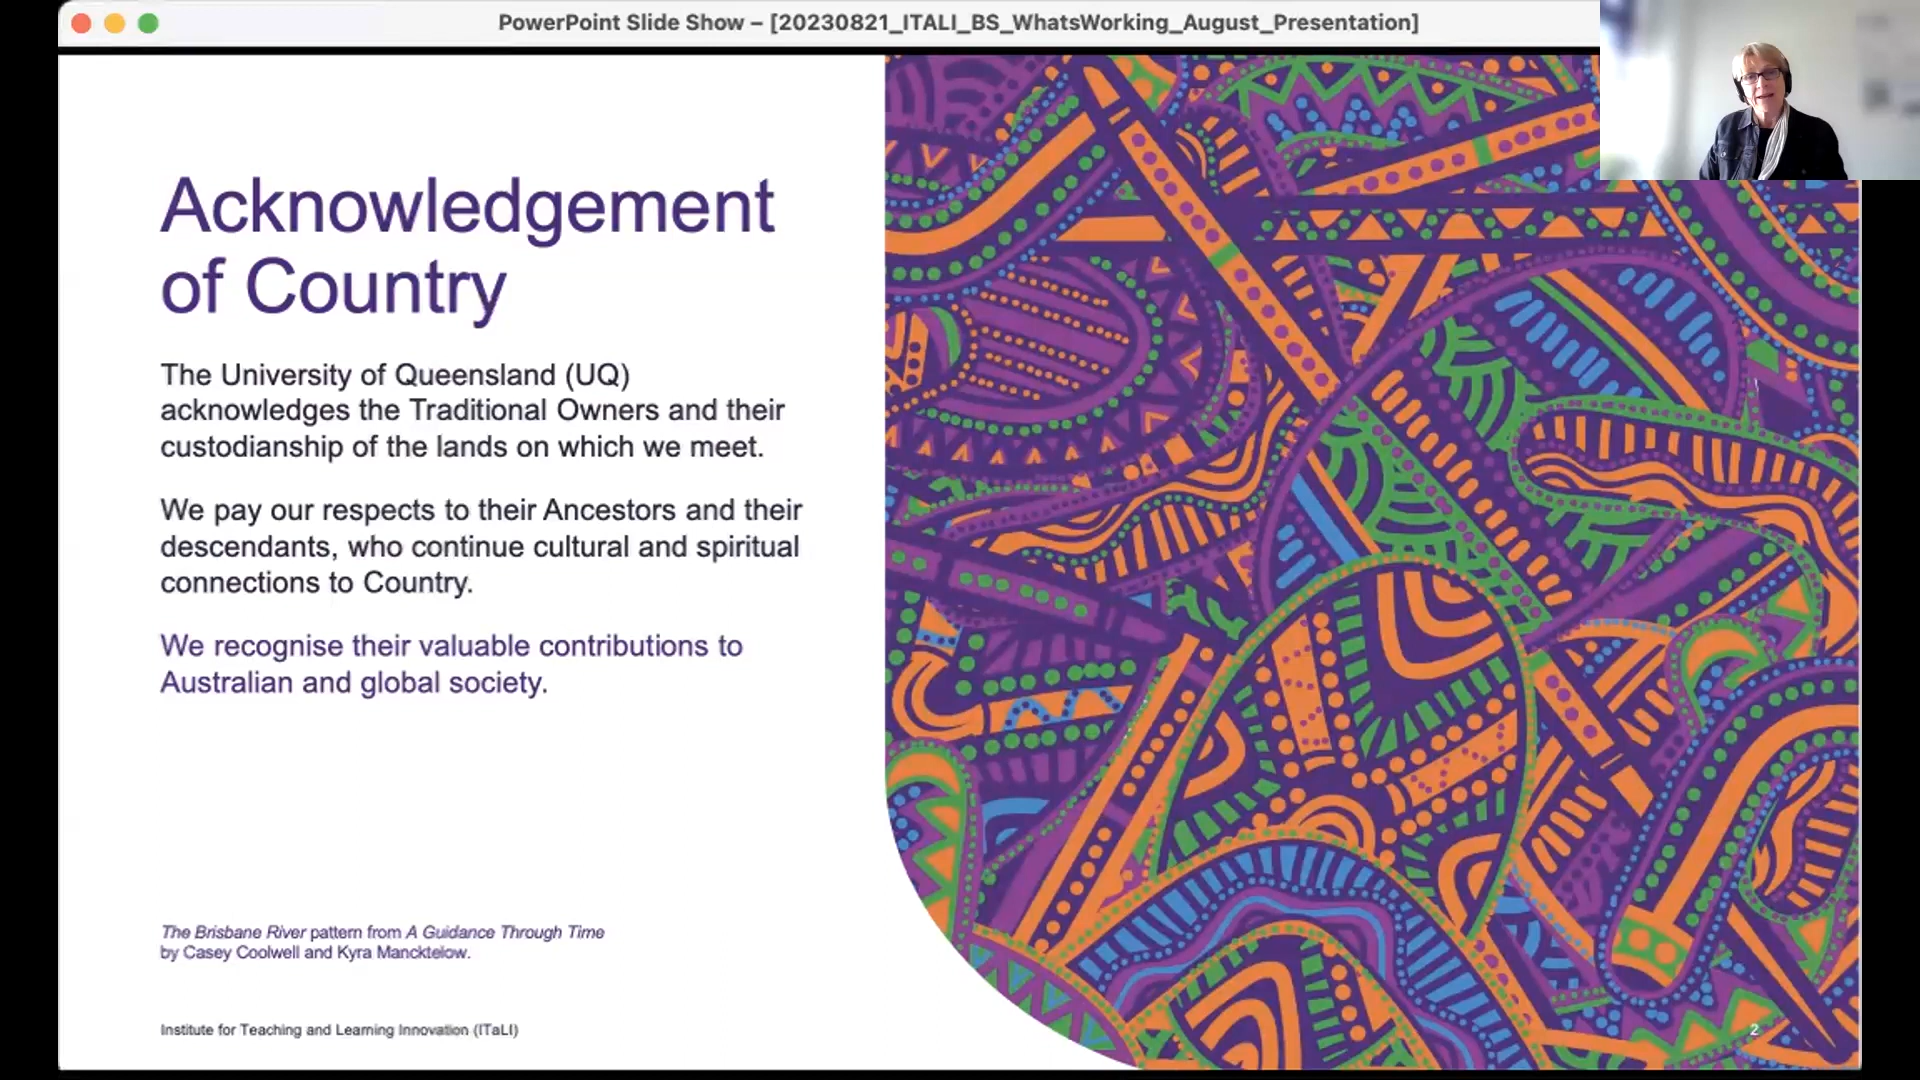 PowerPoint Slide Show – [20230821_ITALI_BS_WhatsWorking_August_Presentation]
Acknowledgement
of Country
The University of Queensland (UQ)
acknowledges the Traditional Owners and their
custodianship of the lands on which we meet.
We pay our respects to their Ancestors and their
descendants, who continue cultural and spiritual
connections to Country.
We recognise their valuable contributions to
Australian and global society.
The Brisbane River pattern from A Guidance Through Time
by Casey Coolwell and Kyra Mancktelow.
Institute for Teaching and Learning Innovation (ITaLI)
2